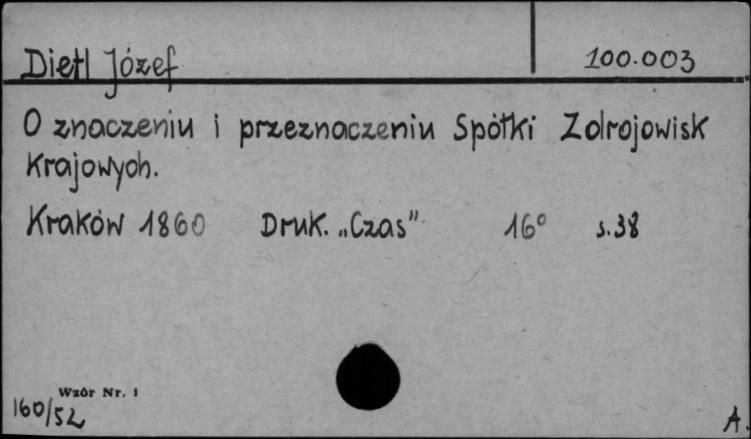 Dietl Józef 100.003
O znaczeniu i przeznaczeniu Spółki Zdrojowisk
Krajowych.
Kraków 1860 Druk. „Czas" 16° s.38
Wzór Nr. 1
160/52
A.